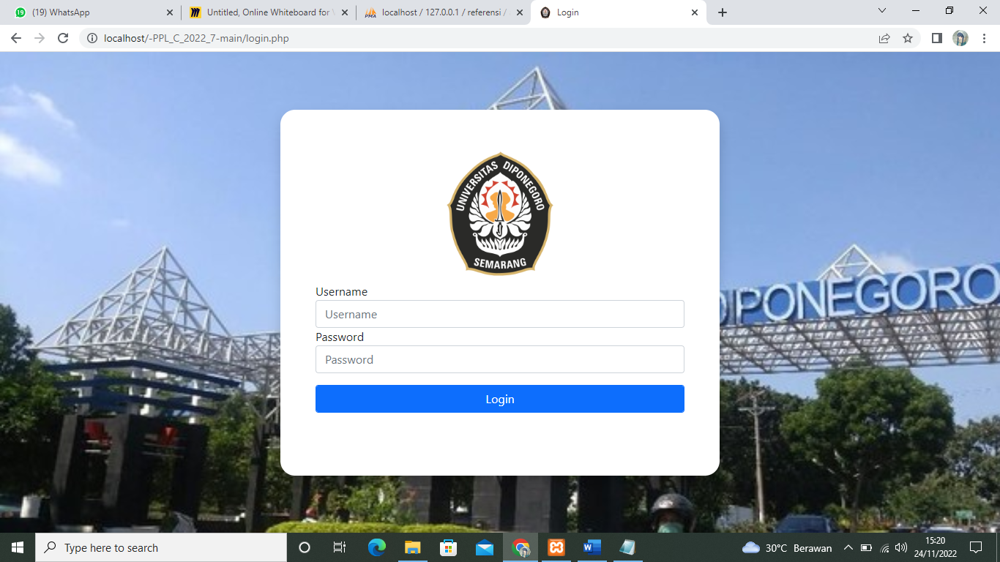 (19) WhatsApp
Untitled, Online Whiteboard for
localhost / 127.0.0.1 / referensi /
Login
localhost/-PPL_C_2022_7-main/login.php
UNIVERSITAS DIPONEGORO
SEMARANG
DIPONEGORO
Username
Username
Password
Password
Login
Type here to search
30°C Berawan
15:20
24/11/2022